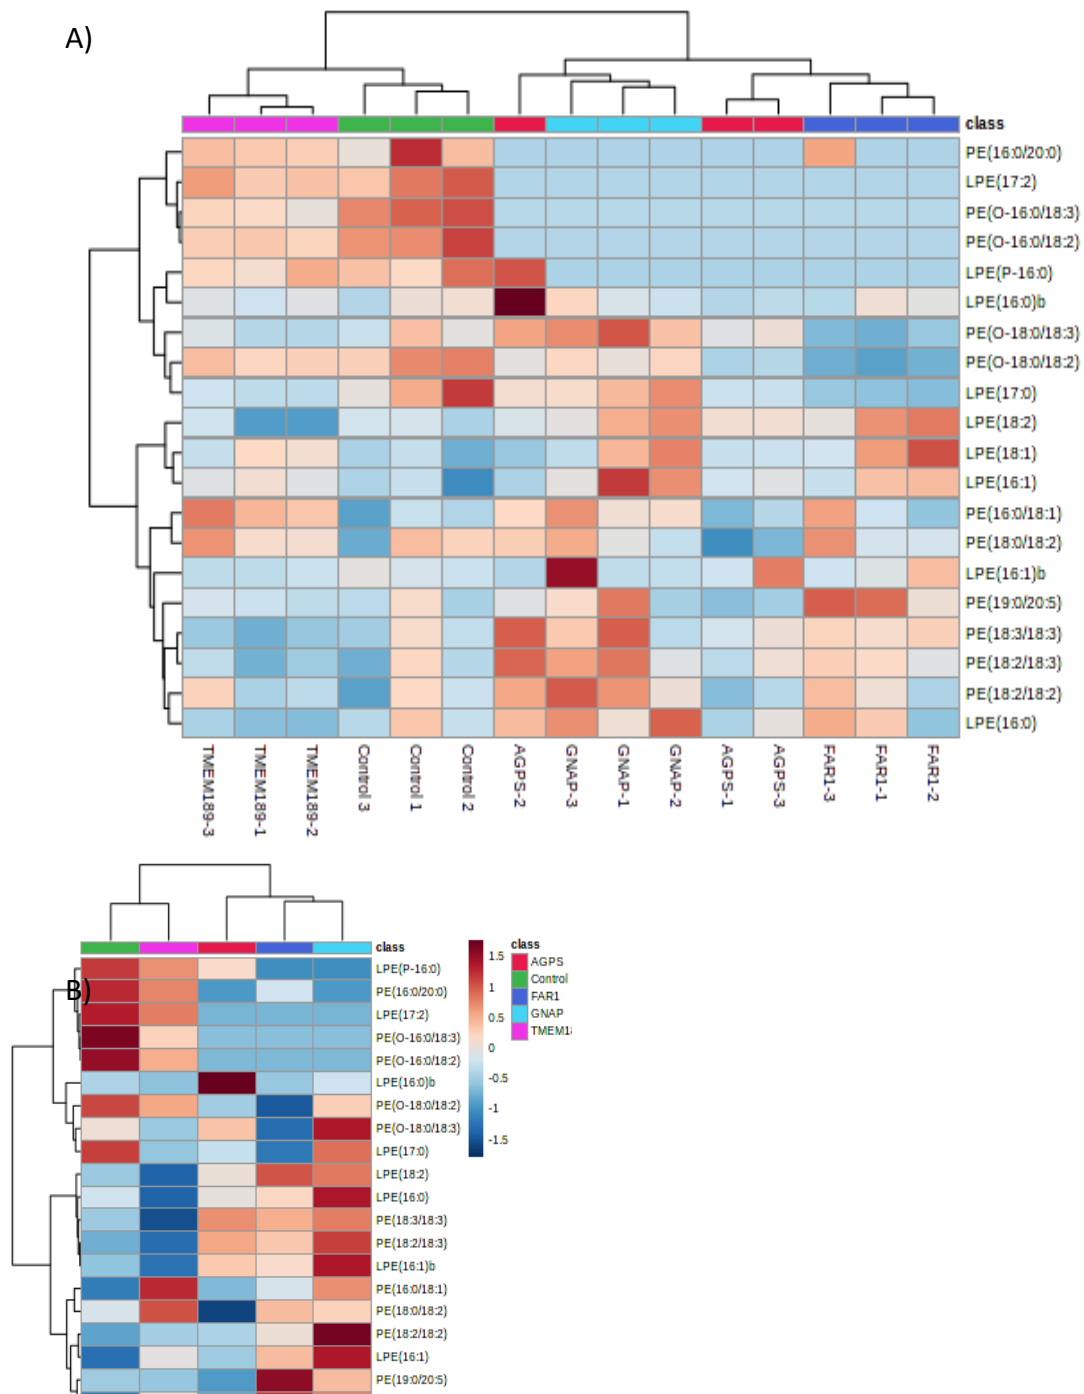 A)
class
PE(16:0/20:0)
LPE(17:2)
PE(O-16:0/18:3)
PE(O-16:0/18:2)
LPE(P-16:0)
LPE(16:0)b
PE(O-18:0/18:3)
PE(O-18:0/18:2)
LPE(17:0)
LPE(18:2)
LPE(18:1)
LPE(16:1)
PE(16:0/18:1)
PE(18:0/18:2)
LPE(16:1)b
PE(19:0/20:5)
PE(18:3/18:3)
PE(18:2/18:3)
PE(18:2/18:2)
LPE(16:0)
TMEM189-3
TMEM189-1
TMEM189-2
Control 3
Control 1
Control 2
AGPS-2
GNAP-3
GNAP-1
GNAP-2
AGPS-1
AGPS-3
FAR1-3
FAR1-1
FAR1-2
B)
class
LPE(P-16:0)
PE(16:0/20:0)
LPE(17:2)
PE(O-16:0/18:3)
PE(O-16:0/18:2)
LPE(16:0)b
PE(O-18:0/18:2)
PE(O-18:0/18:3)
LPE(17:0)
LPE(18:2)
LPE(16:0)
PE(18:3/18:3)
PE(18:2/18:3)
LPE(16:1)b
PE(16:0/18:1)
PE(18:0/18:2)
PE(18:2/18:2)
LPE(16:1)
PE(19:0/20:5)
1.5
1
0.5
0
-0.5
-1
-1.5
class
AGPS
Control
FAR1
GNAP
TMEM18